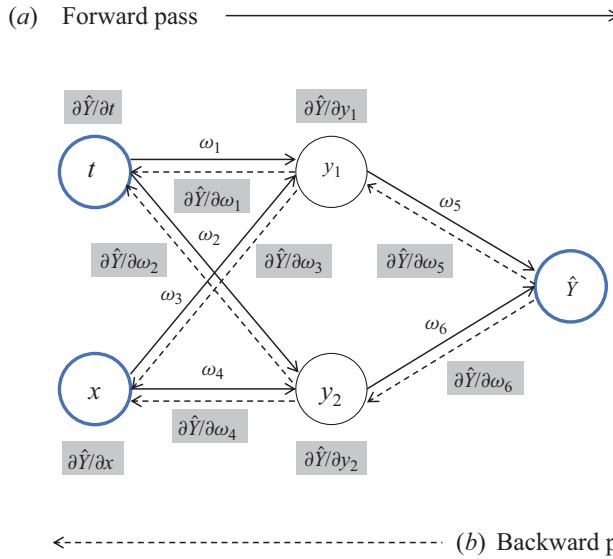 (a) Forward pass
∂Ŷ/∂t
∂Ŷ/∂y₁
t
ω₁
y₁
∂Ŷ/∂ω₁
ω₅
ω₂
∂Ŷ/∂ω₂
∂Ŷ/∂ω₃
∂Ŷ/∂ω₅
Ŷ
ω₃
ω₆
x
ω₄
y₂
∂Ŷ/∂ω₆
∂Ŷ/∂ω₄
∂Ŷ/∂x
∂Ŷ/∂y₂
(b) Backward p